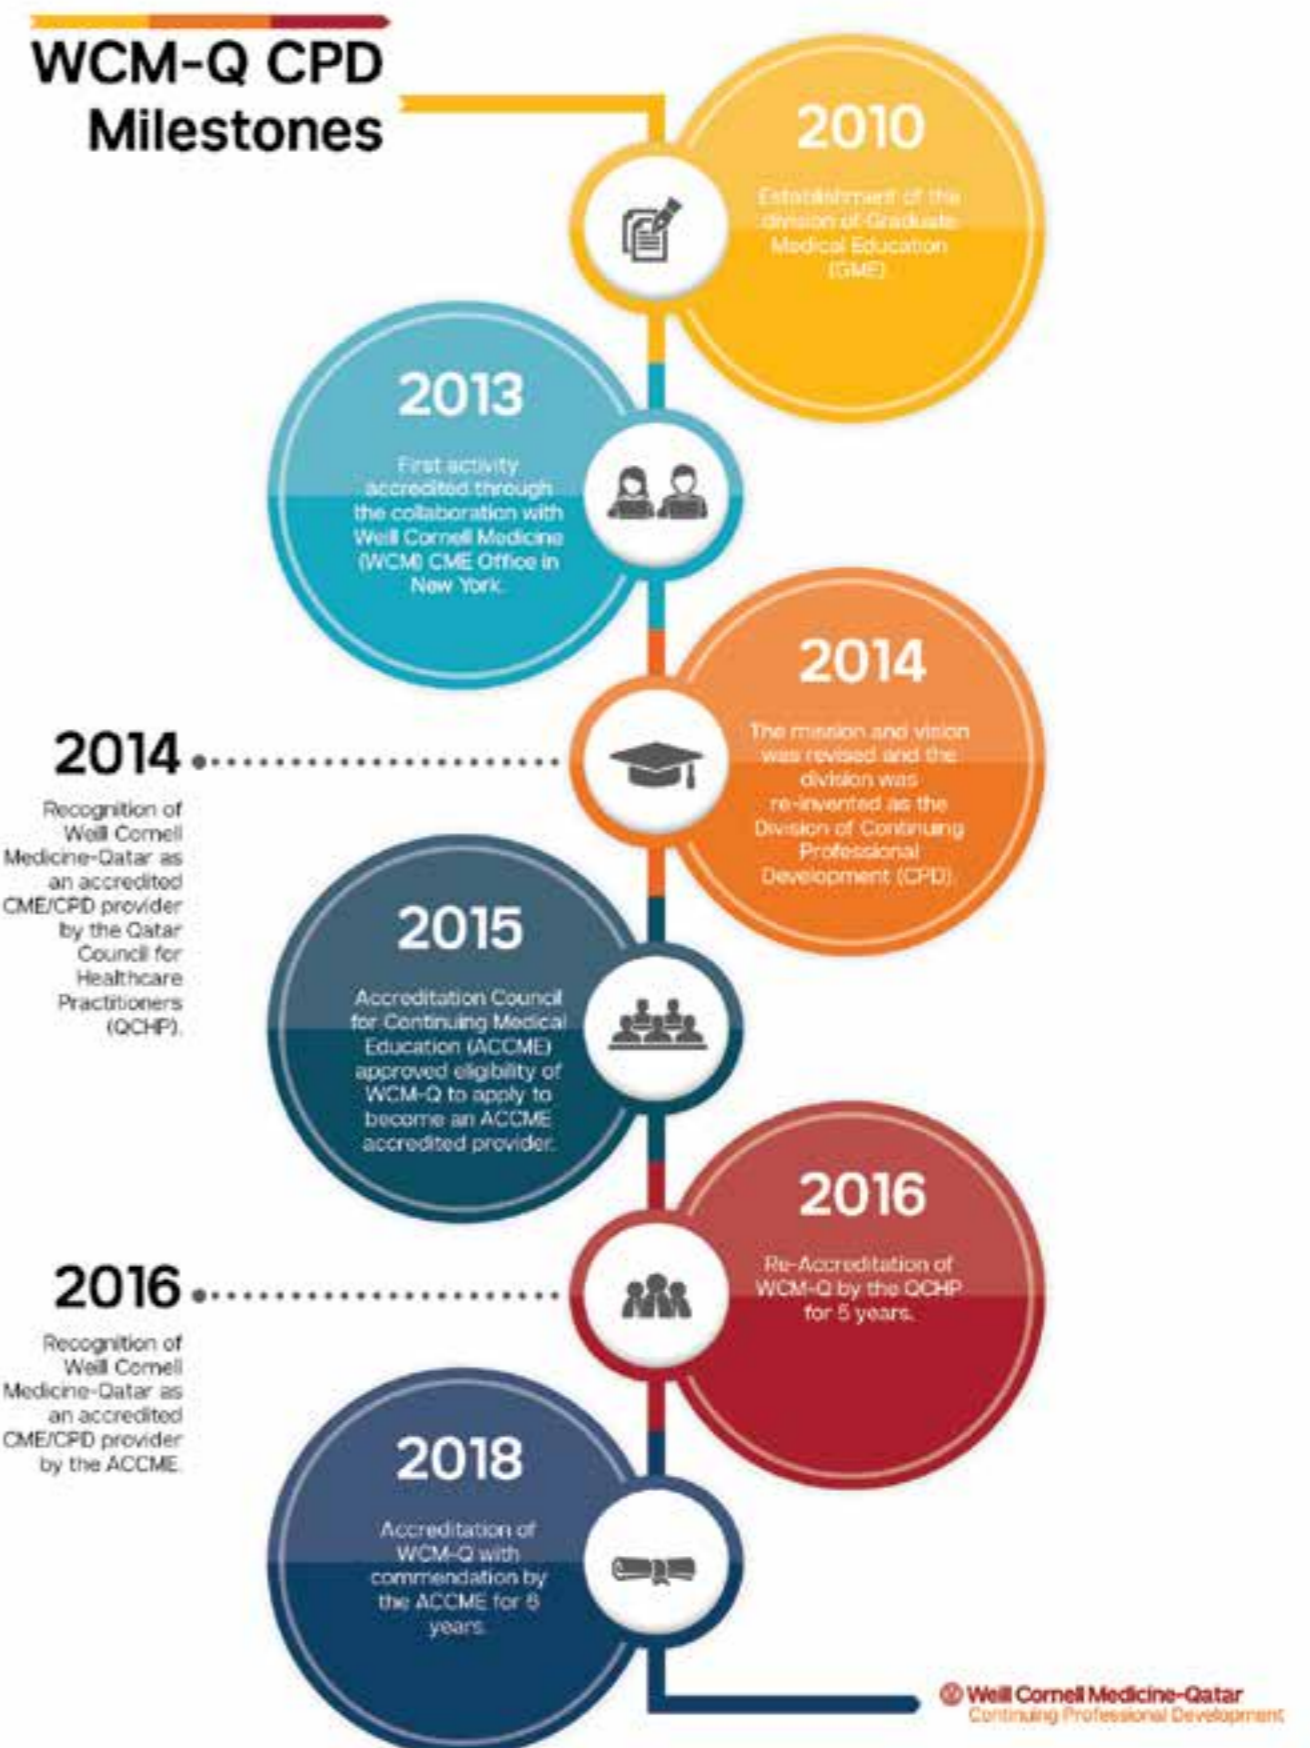 WCM-Q CPD
Milestones
2010
Establishment of the
division of Graduate
Medical Education
(GME)
2013
First activity
accredited through
the collaboration with
Weill Cornell Medicine
(WCM) CME Office in
New York.
2014
The mission and vision
was revised and the
division was
re-invented as the
Division of Continuing
Professional
Development (CPD).
2014
Recognition of
Weill Cornell
Medicine-Qatar as
an accredited
CME/CPD provider
by the Qatar
Council for
Healthcare
Practitioners
(QCHP).
2015
Accreditation Council
for Continuing Medical
Education (ACCME)
approved eligibility of
WCM-Q to apply to
become an ACCME
accredited provider.
2016
Re-Accreditation of
WCM-Q by the QCHP
for 5 years.
2016
Recognition of
Weill Cornell
Medicine-Qatar as
an accredited
CME/CPD provider
by the ACCME.
2018
Accreditation of
WCM-Q with
commendation by
the ACCME for 6
years.
Weill Cornell Medicine-Qatar
Continuing Professional Development